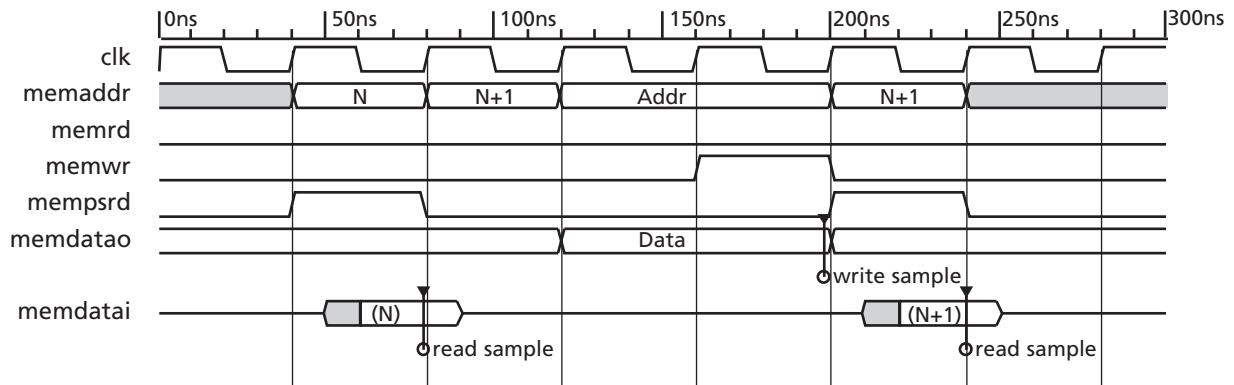 0ns 50ns 100ns 150ns 200ns 250ns 300ns
clk
memaddr N N+1 Addr N+1
memrd
memwr
mempsrd
memdatao Data
write sample
memdatai (N) (N+1)
read sample read sample